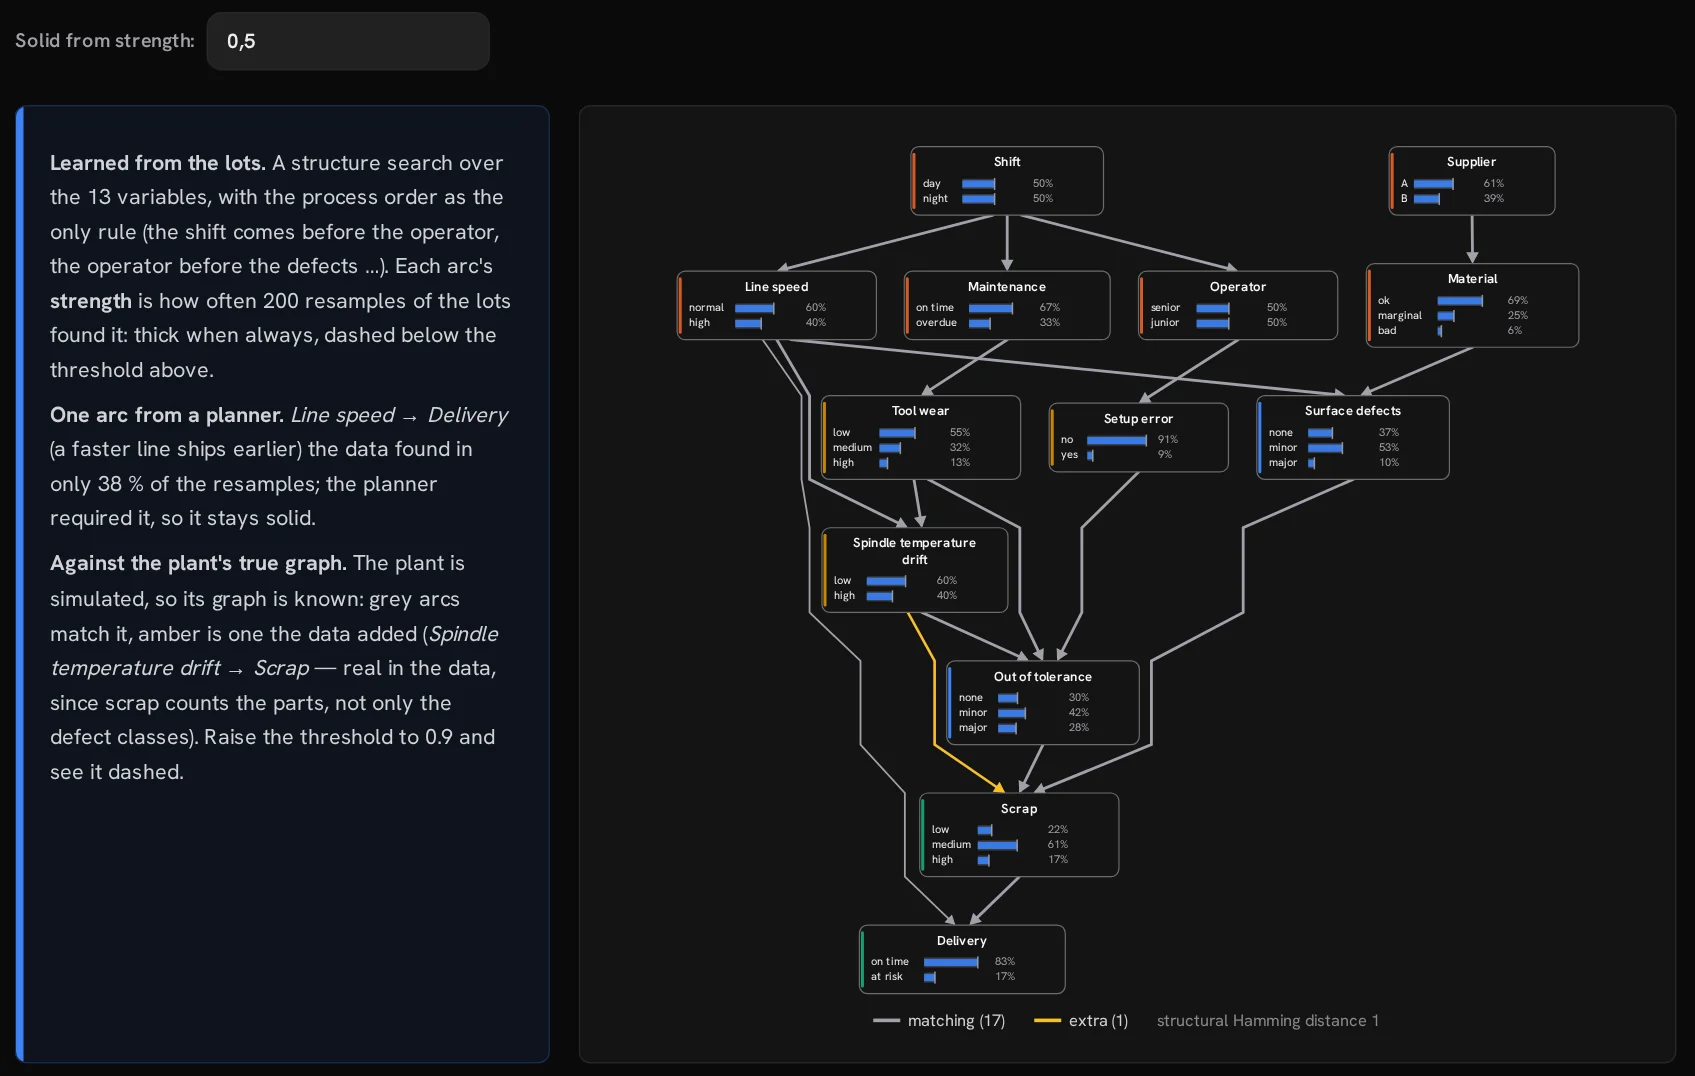 Solid from strength:
0,5
Learned from the lots. A structure search over
the 13 variables, with the process order as the
only rule (the shift comes before the operator,
the operator before the defects ...). Each arc's
strength is how often 200 resamples of the lots
found it: thick when always, dashed below the
threshold above.
One arc from a planner. Line speed → Delivery
(a faster line ships earlier) the data found in
only 38 % of the resamples; the planner
required it, so it stays solid.
Against the plant's true graph. The plant is
simulated, so its graph is known: grey arcs
match it, amber is one the data added (Spindle
temperature drift → Scrap — real in the data,
since scrap counts the parts, not only the
defect classes). Raise the threshold to 0.9 and
see it dashed.
Shift
day 50%
night 50%
Supplier
A 61%
B 39%
Line speed
normal 60%
high 40%
Maintenance
on time 67%
overdue 33%
Operator
senior 50%
junior 50%
Material
ok 69%
marginal 25%
bad 6%
Tool wear
low 55%
medium 32%
high 13%
Setup error
no 91%
yes 9%
Surface defects
none 37%
minor 53%
major 10%
Spindle temperature
drift
low 60%
high 40%
Out of tolerance
none 30%
minor 42%
major 28%
Scrap
low 22%
medium 61%
high 17%
Delivery
on time 83%
at risk 17%
matching (17) extra (1) structural Hamming distance 1